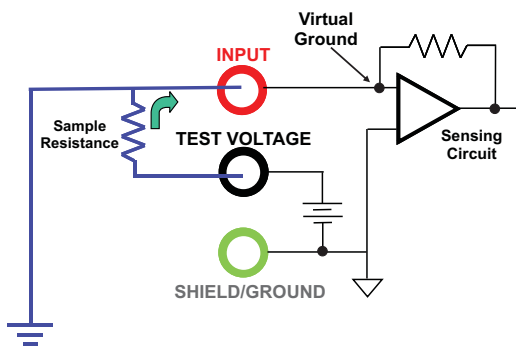 Virtual
Ground
INPUT
Sample
Resistance
TEST VOLTAGE
Sensing
Circuit
SHIELD/GROUND